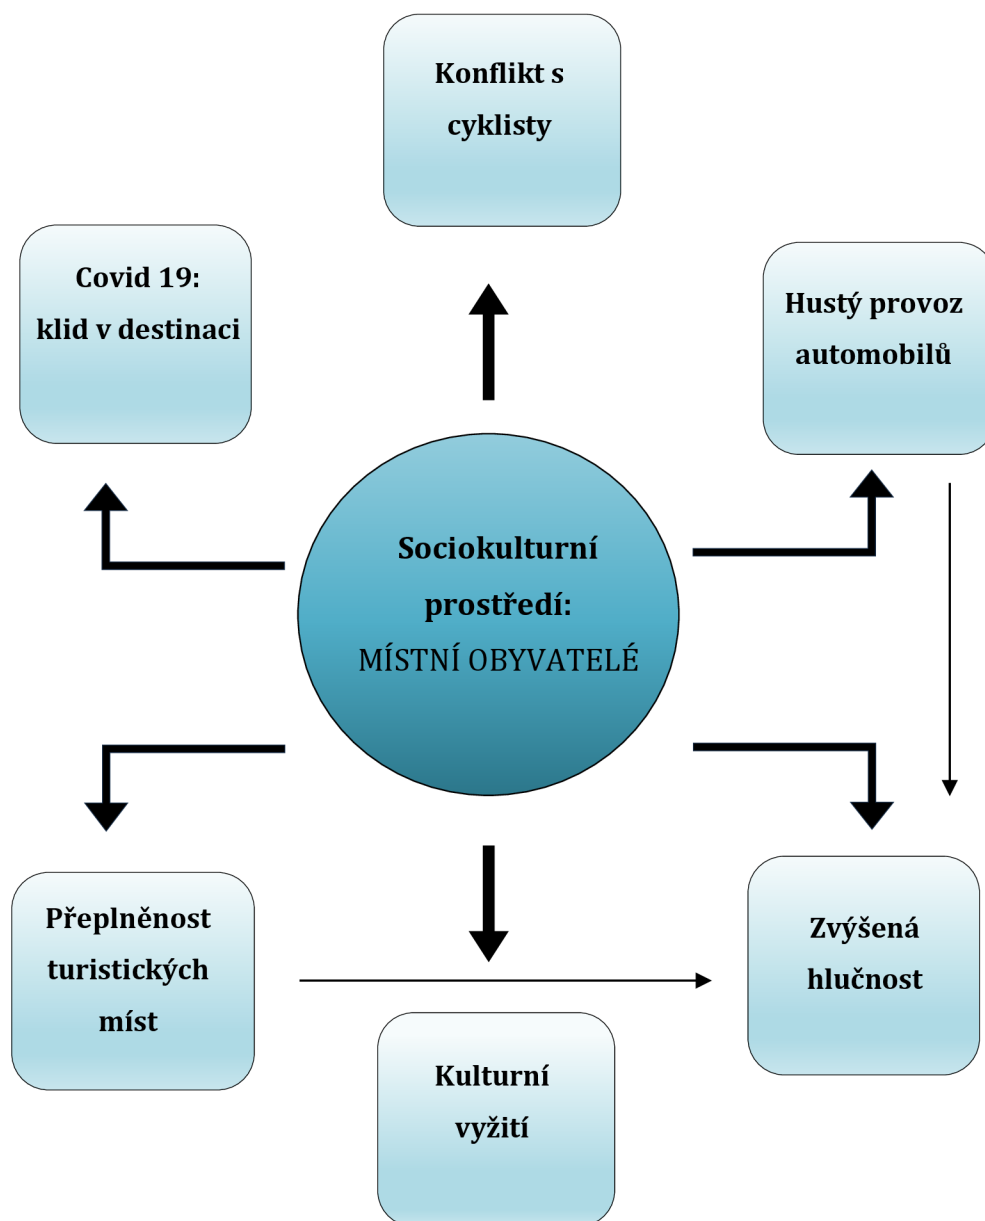 Konflikt s
cyklisty
Covid 19:
klid v destinaci
Hustý provoz
automobilů
Sociokulturní
prostředí:
MÍSTNÍ OBYVATELÉ
Přeplněnost
turistických
míst
Zvýšená
hlučnost
Kulturní
vyžití